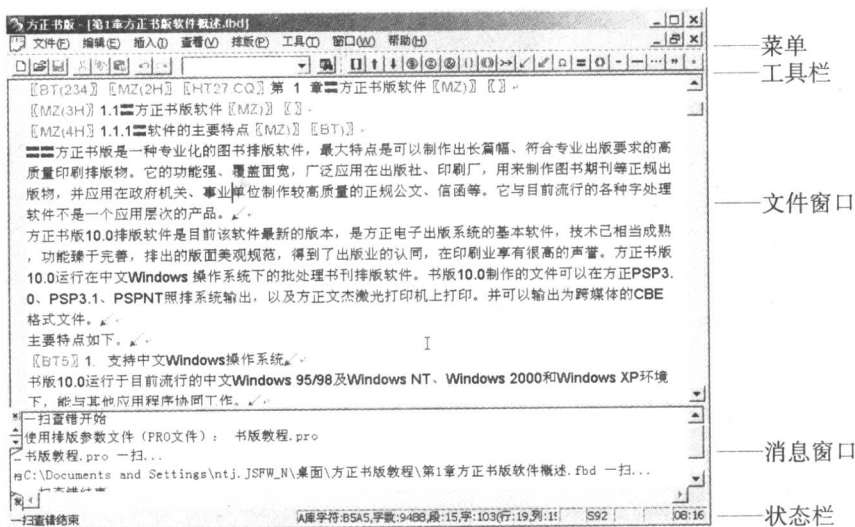 方正书版 - [第1章方正书版软件概述.fbd]
文件(F) 编辑(E) 插入(I) 查看(V) 排版(P) 工具(T) 窗口(W) 帮助(H)
菜单
工具栏
〖BT(234〗〖MZ(2H〗〖HT27.CQ〗第 1 章〓方正书版软件〖MZ)〗〖〗
〖MZ(3H〗1.1〓方正书版软件〖MZ)〗〖〗
〖MZ(4H〗1.1.1〓软件的主要特点〖MZ)〗〖BT)〗
〓〓方正书版是一种专业化的图书排版软件，最大特点是可以制作出长篇幅、符合专业出版要求的高
质量印刷排版物。它的功能强、覆盖面宽，广泛应用在出版社、印刷厂，用来制作图书期刊等正规出
版物，并应用在政府机关、事业单位制作较高质量的正规公文、信函等。它与目前流行的各种字处理
软件不是一个应用层次的产品。↙
文件窗口
方正书版10.0排版软件是目前该软件最新的版本，是方正电子出版系统的基本软件，技术已相当成熟
，功能臻于完善，排出的版面美观规范，得到了出版业的认同，在印刷业享有很高的声誉。方正书版
10.0运行在中文Windows 操作系统下的批处理书刊排版软件。书版10.0制作的文件可以在方正PSP3.
0、PSP3.1、PSPNT照排系统输出，以及方正文杰激光打印机上打印。并可以输出为跨媒体的CBE
格式文件。↙
主要特点如下。↙
〖BT5〗1. 支持中文Windows操作系统↙
书版10.0运行于目前流行的中文Windows 95/98及Windows NT、Windows 2000和Windows XP环境
下，能与其他应用程序协同工作。↙
一扫查错开始
使用排版参数文件（PRO文件）： 书版教程.pro
书版教程.pro 一扫...
消息窗口
C:\Documents and Settings\ntj.JSFW_N\桌面\方正书版教程\第1章方正书版软件概述.fbd 一扫...
一扫查错结束
一扫查错结束
A库字符:B5A5,字数:9488,段:15,字:103(行:19,列:1
S92
08:16
状态栏